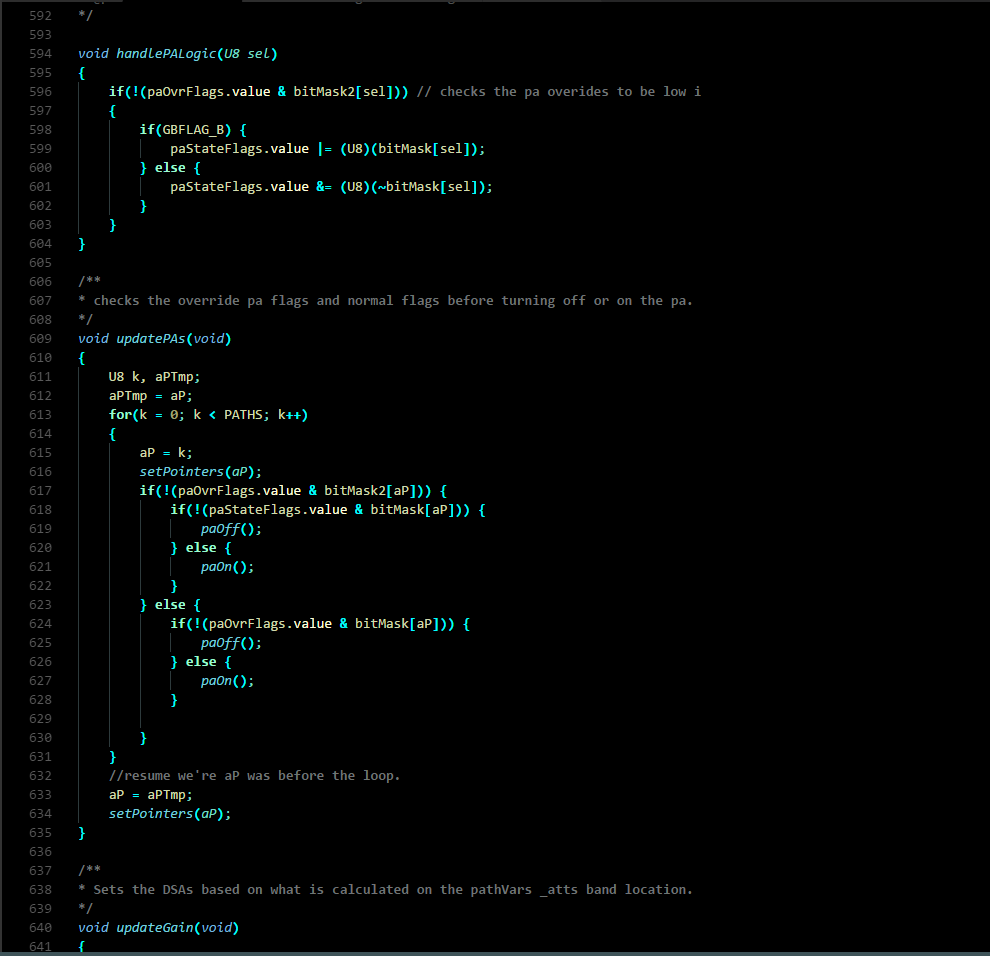 592 */
593
594 void handlePALogic(U8 sel)
595 {
596 if(!(paOvrFlags.value & bitMask2[sel])) // checks the pa overides to be low i
597 {
598 if(GBFLAG_B) {
599 paStateFlags.value |= (U8)(bitMask[sel]);
600 } else {
601 paStateFlags.value &= (U8)(~bitMask[sel]);
602 }
603 }
604 }
605
606 /**
607 * checks the override pa flags and normal flags before turning off or on the pa.
608 */
609 void updatePAs(void)
610 {
611 U8 k, aPTmp;
612 aPTmp = aP;
613 for(k = 0; k < PATHS; k++)
614 {
615 aP = k;
616 setPointers(aP);
617 if(!(paOvrFlags.value & bitMask2[aP])) {
618 if(!(paStateFlags.value & bitMask[aP])) {
619 paOff();
620 } else {
621 paOn();
622 }
623 } else {
624 if(!(paOvrFlags.value & bitMask[aP])) {
625 paOff();
626 } else {
627 paOn();
628 }
629
630 }
631 }
632 //resume we're aP was before the loop.
633 aP = aPTmp;
634 setPointers(aP);
635 }
636
637 /**
638 * Sets the DSAs based on what is calculated on the pathVars _atts band location.
639 */
640 void updateGain(void)
641 {